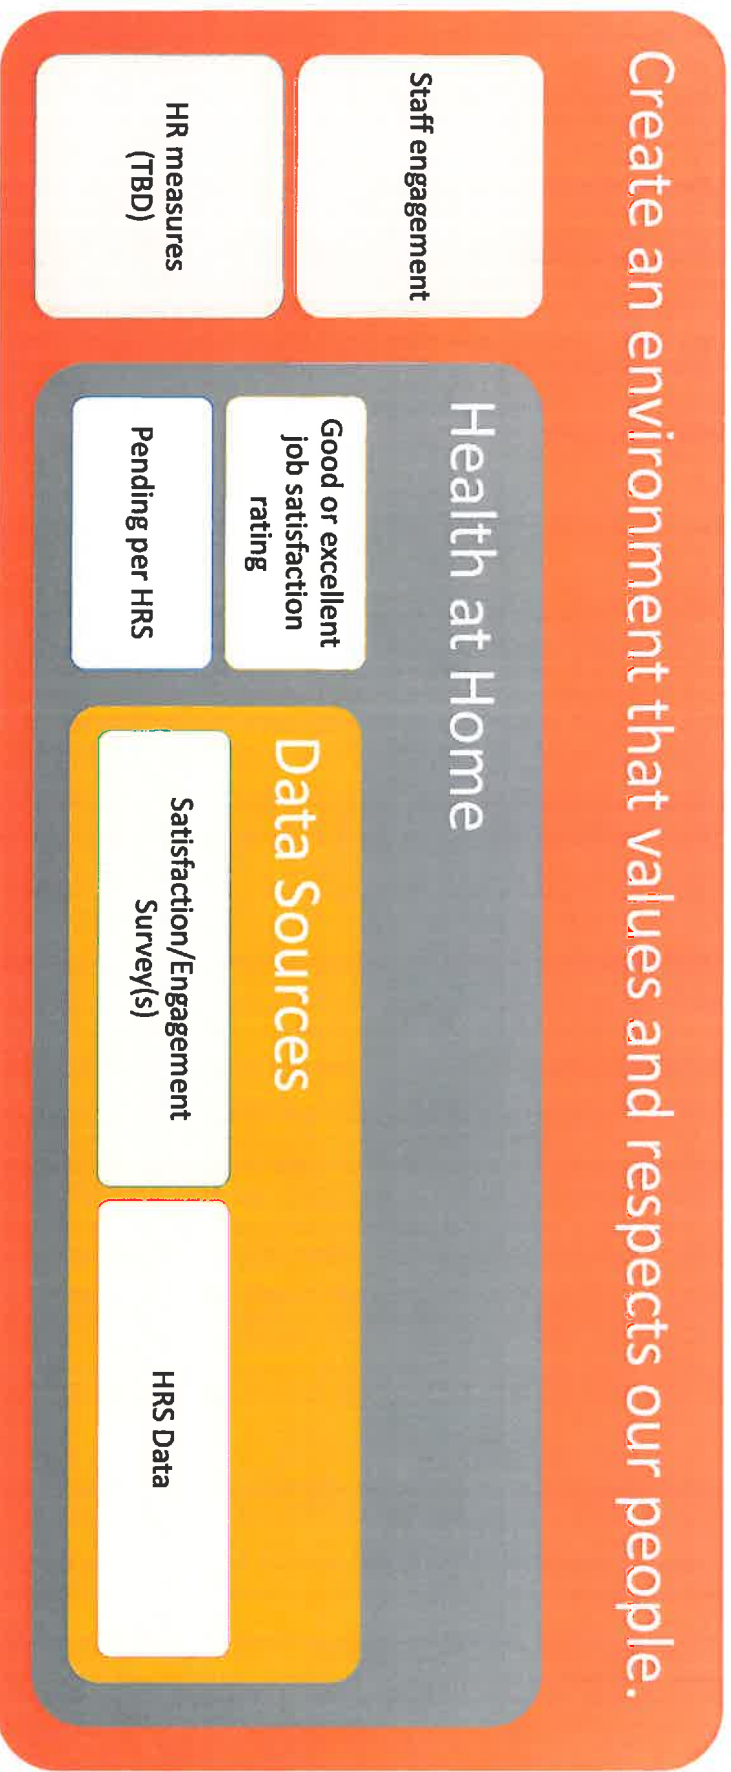 Create an environment that values and respects our people.
Staff engagement
HR measures
(TBD)
Health at Home
Good or excellent
job satisfaction
rating
Pending per HRS
Data Sources
Satisfaction/Engagement
Survey(s)
HRS Data